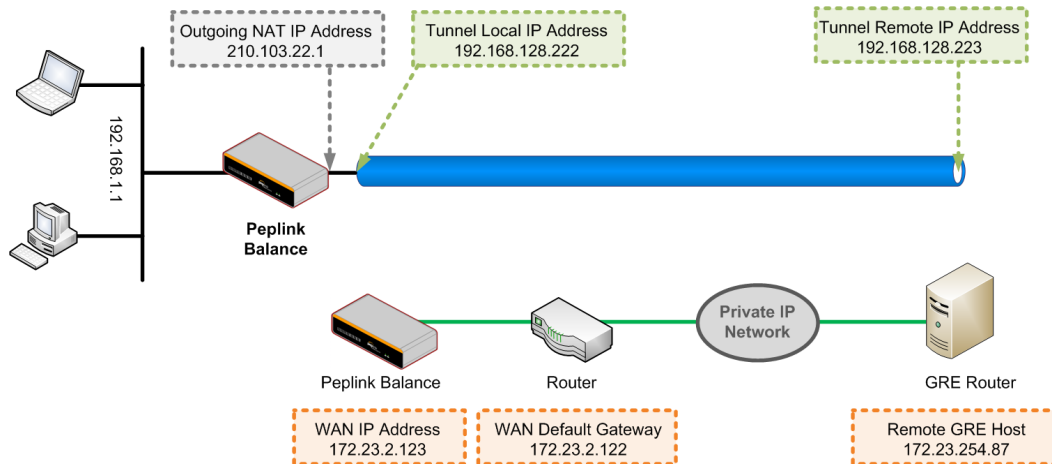 Outgoing NAT IP Address
210.103.22.1
Tunnel Local IP Address
192.168.128.222
Tunnel Remote IP Address
192.168.128.223
192.168.1.1
Peplink
Balance
Private IP
Network
Peplink Balance
Router
GRE Router
WAN IP Address
172.23.2.123
WAN Default Gateway
172.23.2.122
Remote GRE Host
172.23.254.87